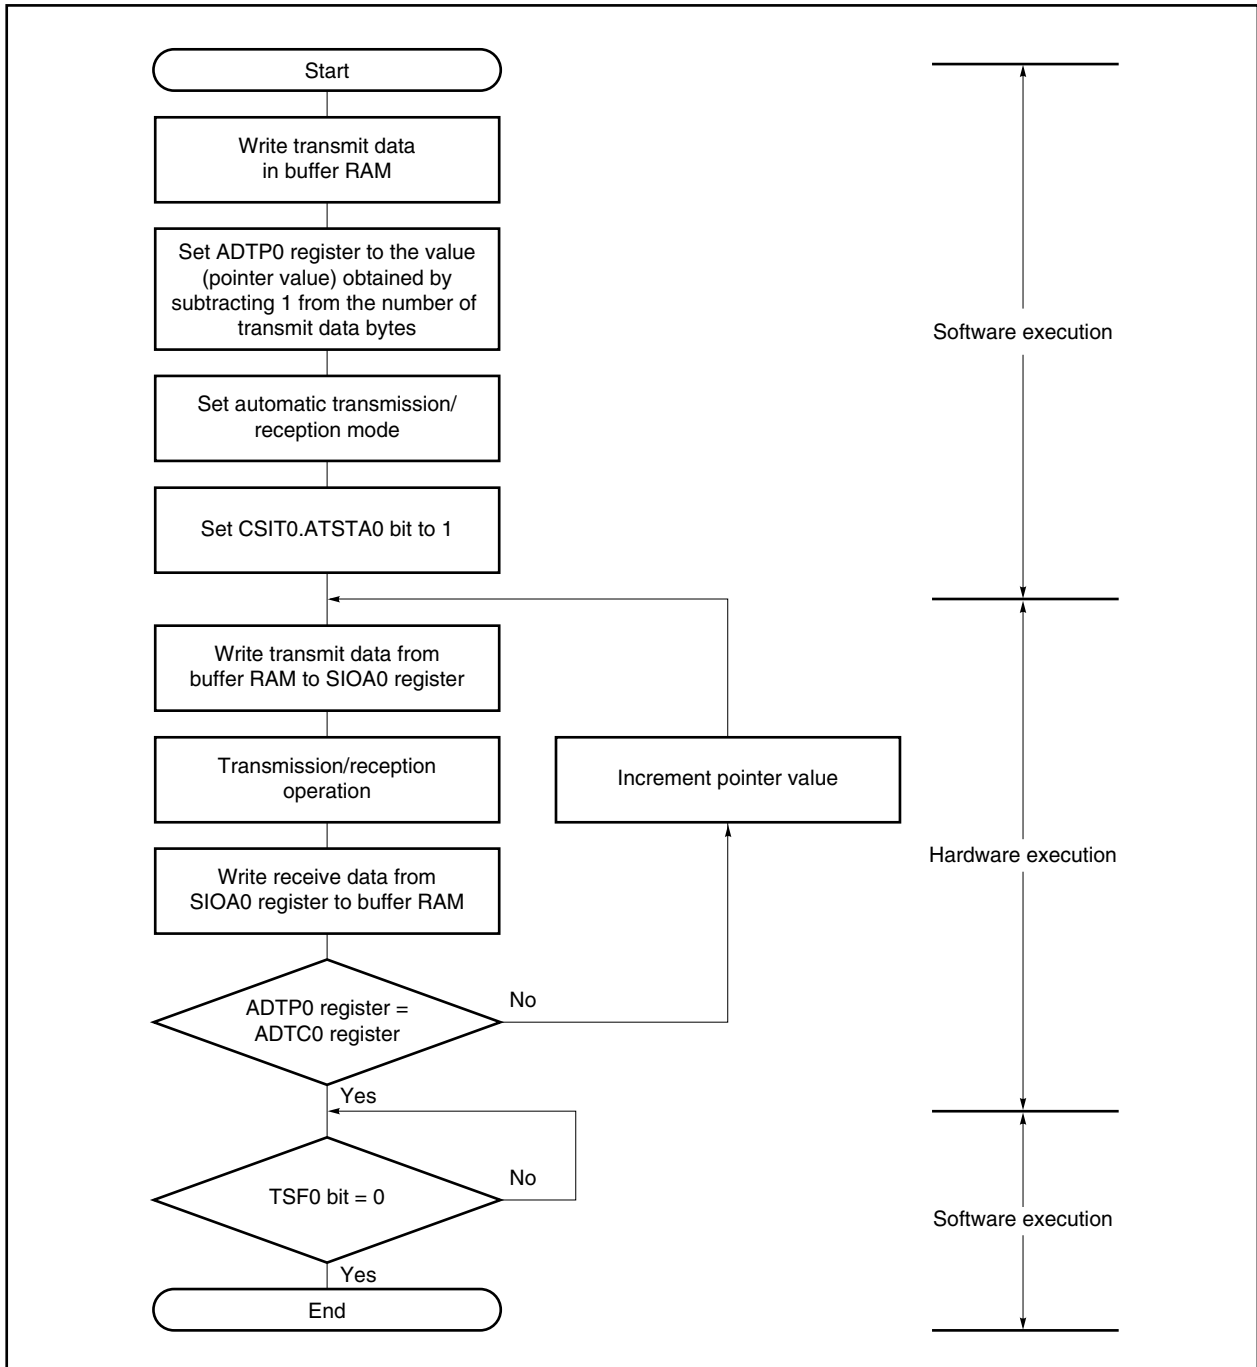 Start
Write transmit data
in buffer RAM
Set ADTP0 register to the value
(pointer value) obtained by
subtracting 1 from the number of
transmit data bytes
Software execution
Set automatic transmission/
reception mode
Set CSIT0.ATSTA0 bit to 1
Write transmit data from
buffer RAM to SIOA0 register
Transmission/reception
operation
Increment pointer value
Hardware execution
Write receive data from
SIOA0 register to buffer RAM
ADTP0 register =
ADTC0 register
No
Yes
TSF0 bit = 0
No
Software execution
Yes
End